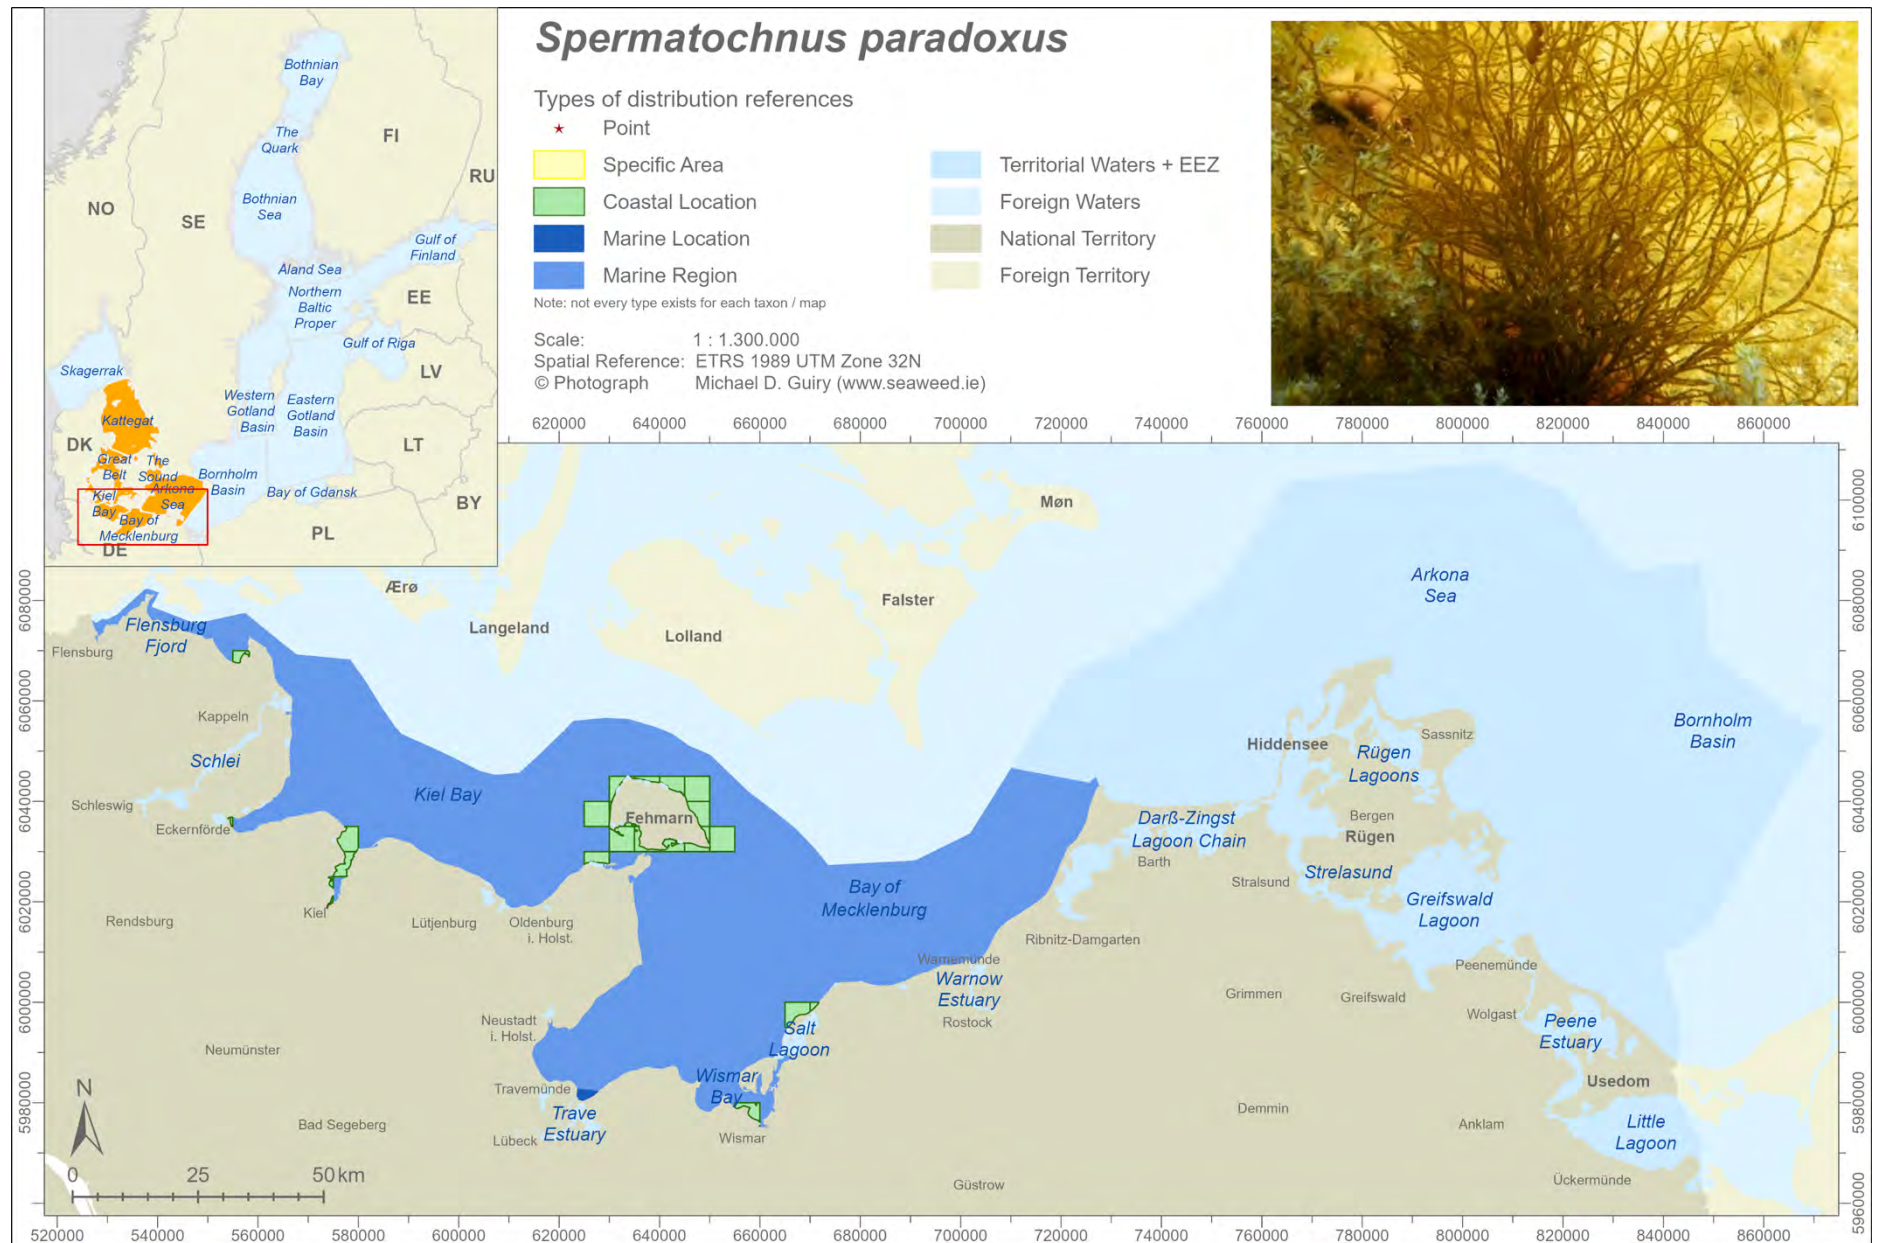 Spermatochnus paradoxus
Types of distribution references
Point
Specific Area
Coastal Location
Marine Location
Marine Region
Territorial Waters + EEZ
Foreign Waters
National Territory
Foreign Territory
Note: not every type exists for each taxon / map
Scale: 1 : 1.300.000
Spatial Reference: ETRS 1989 UTM Zone 32N
© Photograph Michael D. Guiry (www.seaweed.ie)
Bothnian
Bay
The
Quark
FI
RU
Bothnian
Sea
NO
SE
Gulf of
Finland
Åland Sea
Northern
Baltic
Proper
EE
Gulf of Riga
Skagerrak
LV
Western
Gotland
Basin
Eastern
Gotland
Basin
Kattegat
DK
LT
Great
Belt
The
Sound
Bornholm
Basin
Arkona
Sea
Kiel
Bay
Bay of Gdansk
BY
Bay of
Mecklenburg
PL
DE
620000 640000 660000 680000 700000 720000 740000 760000 780000 800000 820000 840000 860000
6100000
6080000
6060000
6040000
6020000
6000000
5980000
5960000
6080000
6060000
6040000
6020000
6000000
5980000
Møn
Ærø
Langeland
Lolland
Falster
Arkona
Sea
Flensburg
Fjord
Flensburg
Kappeln
Schlei
Schleswig
Eckernförde
Kiel Bay
Fehmarn
Hiddensee
Sassnitz
Rügen
Lagoons
Bornholm
Basin
Bergen
Rügen
Darß-Zingst
Lagoon Chain
Barth
Stralsund
Strelasund
Greifswald
Lagoon
Bay of
Mecklenburg
Rendsburg
Kiel
Lütjenburg
Oldenburg
i. Holst.
Ribnitz-Damgarten
Warnemünde
Warnow
Estuary
Rostock
Peenemünde
Grimmen
Greifswald
Wolgast
Peene
Estuary
Usedom
Neustadt
i. Holst.
Salt
Lagoon
Neumünster
Wismar
Bay
Travemünde
Trave
Estuary
Lübeck
Wismar
Bad Segeberg
Demmin
Anklam
Little
Lagoon
Ückermünde
Güstrow
N
0 25 50 km
520000 540000 560000 580000 600000 620000 640000 660000 680000 700000 720000 740000 760000 780000 800000 820000 840000 860000